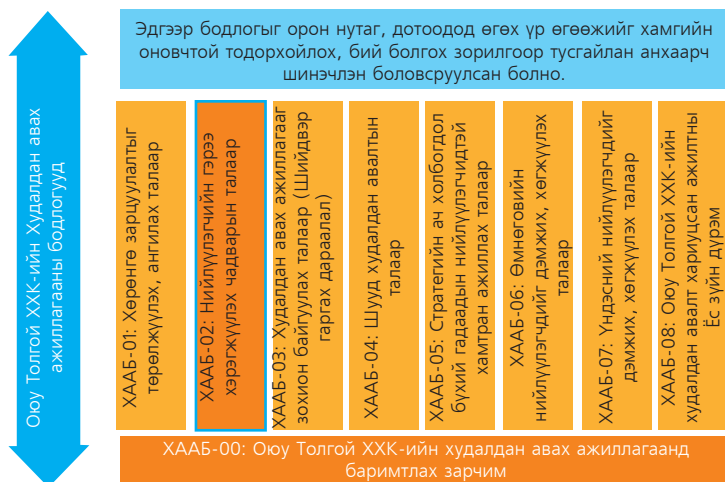 Эдгээр бодлогыг орон нутаг, дотоодод өгөх үр өгөөжийг хамгийн
оновчтой тодорхойлох, бий болгох зорилгоор тусгайлан анхаарч
шинэчлэн боловсруулсан болно.
Оюу Толгой ХХК-ийн Худалдан авах
ажиллагааны бодлогууд
ХААБ-01: Хөрөнгө зарцуулалтыг
төрөлжүүлэх, ангилах талаар
ХААБ-02: Нийлүүлэгчийн гэрээ
хэрэгжүүлэх чадварын талаар
ХААБ-03: Худалдан авах ажиллагааг
зохион байгуулах талаар (Шийдвэр
гаргах дараалал)
ХААБ-04: Шууд худалдан авалтын
талаар
ХААБ-05: Стратегийн ач холбогдол
бүхий гадаадын нийлүүлэгчидтэй
хамтран ажиллах талаар
ХААБ-06: Өмнөговийн
нийлүүлэгчдийг дэмжих, хөгжүүлэх
талаар
ХААБ-07: Үндэсний нийлүүлэгчдийг
дэмжих, хөгжүүлэх талаар
ХААБ-08: Оюу Толгой ХХК-ийн
худалдан авалт хариуцсан ажилтны
Ёс зүйн дүрэм
ХААБ-00: Оюу Толгой ХХК-ийн худалдан авах ажиллагаанд
баримтлах зарчим